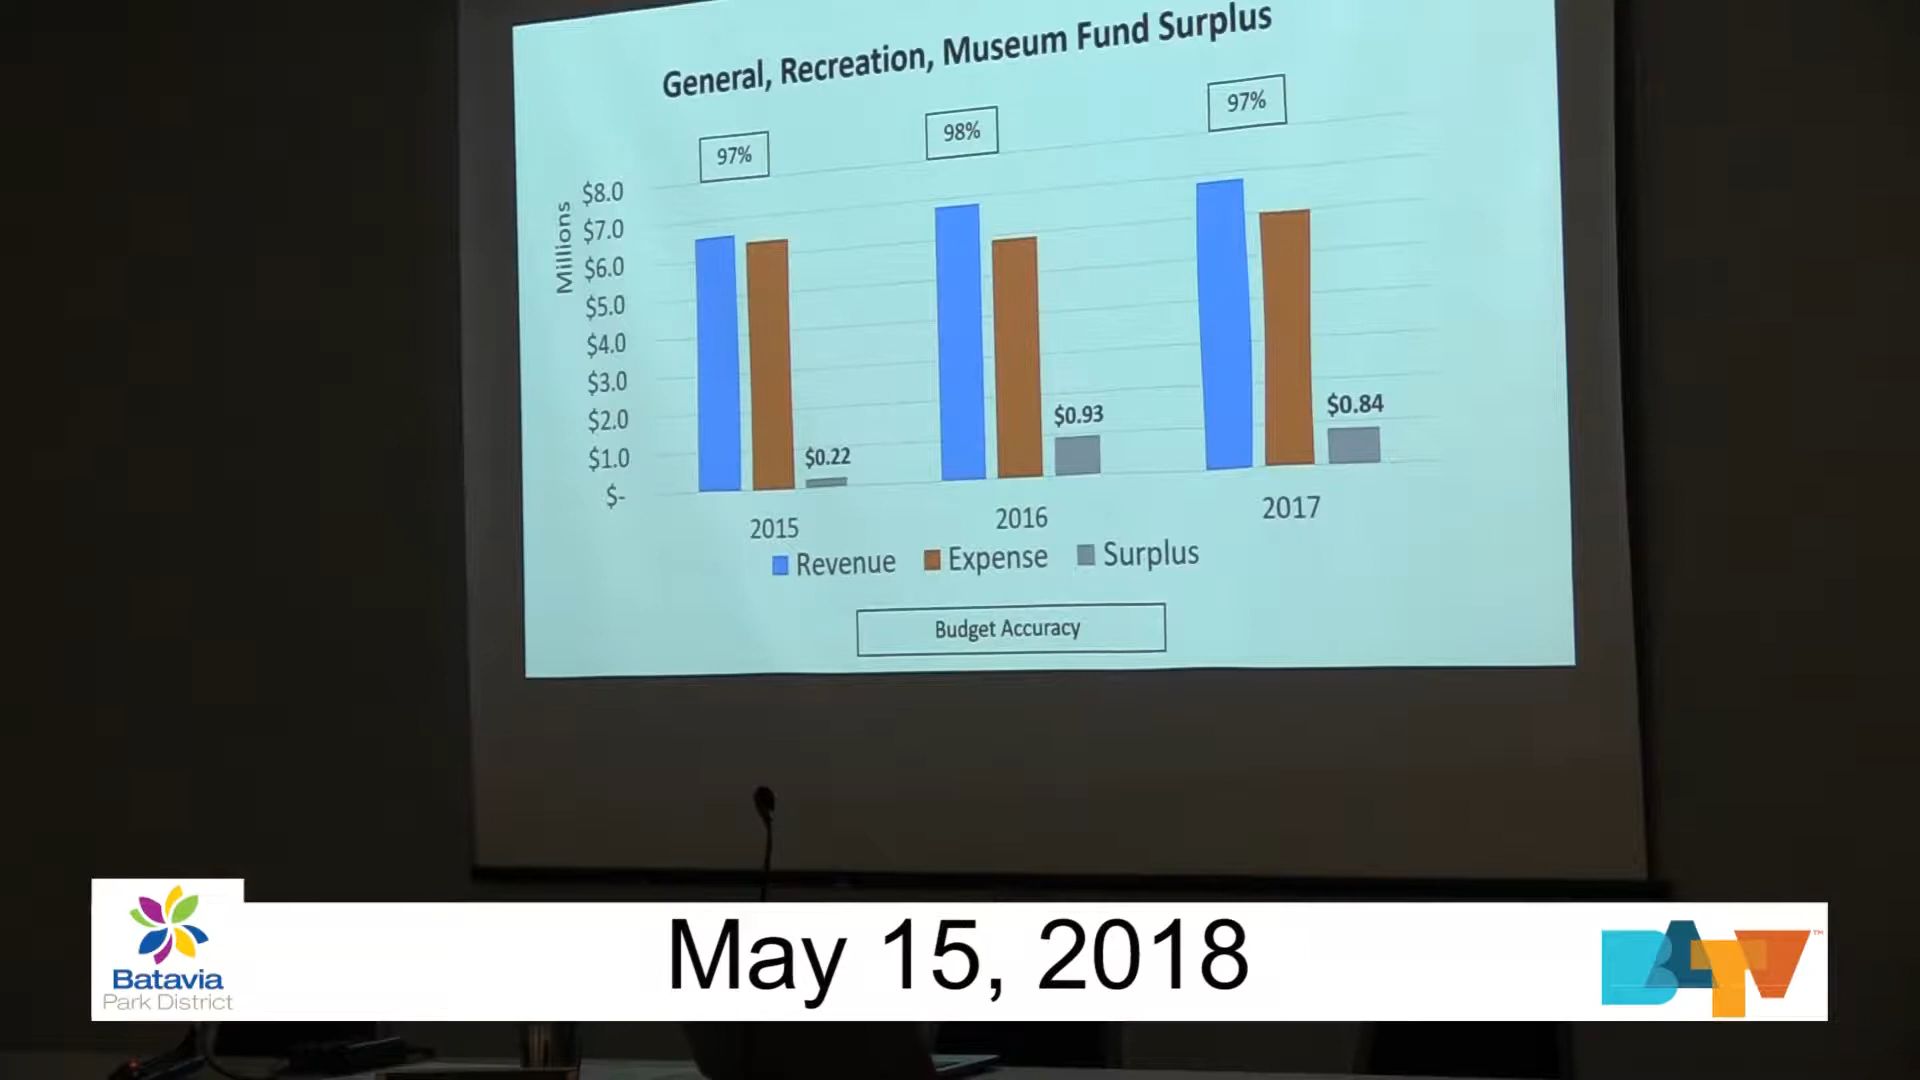 General, Recreation, Museum Fund Surplus
97%
98%
97%
Millions
$8.0
$7.0
$6.0
$5.0
$4.0
$3.0
$2.0
$1.0
$-
$0.22
$0.93
$0.84
2015
2016
2017
Revenue
Expense
Surplus
Budget Accuracy
Batavia
Park District
May 15, 2018
BATV™